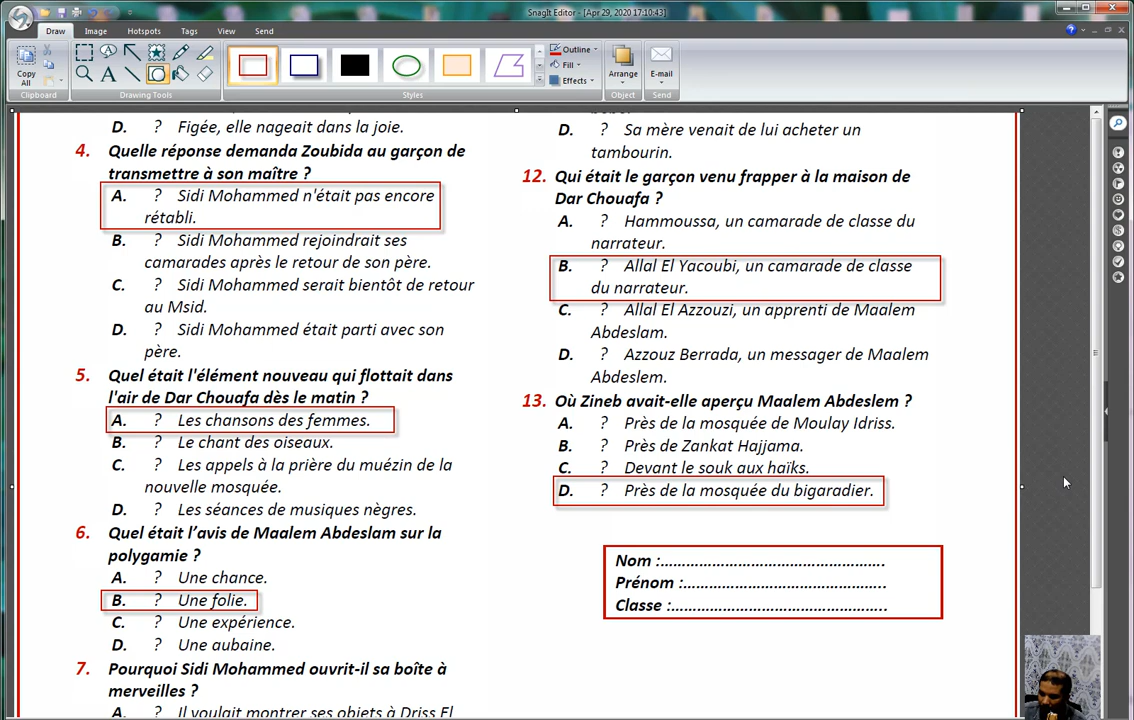 SnagIt Editor - [Apr 29, 2020 17:10:43]
Draw Image Hotspots Tags View Send
Copy All
Clipboard
Drawing Tools
Styles
Outline
Fill
Effects
Arrange
Object
E-mail
Send
D. ? Figée, elle nageait dans la joie.
4. Quelle réponse demanda Zoubida au garçon de
transmettre à son maître ?
A. ? Sidi Mohammed n'était pas encore
rétabli.
B. ? Sidi Mohammed rejoindrait ses
camarades après le retour de son père.
C. ? Sidi Mohammed serait bientôt de retour
au Msid.
D. ? Sidi Mohammed était parti avec son
père.
5. Quel était l'élément nouveau qui flottait dans
l'air de Dar Chouafa dès le matin ?
A. ? Les chansons des femmes.
B. ? Le chant des oiseaux.
C. ? Les appels à la prière du muézin de la
nouvelle mosquée.
D. ? Les séances de musiques nègres.
6. Quel était l’avis de Maalem Abdeslam sur la
polygamie ?
A. ? Une chance.
B. ? Une folie.
C. ? Une expérience.
D. ? Une aubaine.
7. Pourquoi Sidi Mohammed ouvrit-il sa boîte à
merveilles ?
A. ? Il voulait montrer ses objets à Driss El
D. ? Sa mère venait de lui acheter un
tambourin.
12. Qui était le garçon venu frapper à la maison de
Dar Chouafa ?
A. ? Hammoussa, un camarade de classe du
narrateur.
B. ? Allal El Yacoubi, un camarade de classe
du narrateur.
C. ? Allal El Azzouzi, un apprenti de Maalem
Abdeslam.
D. ? Azzouz Berrada, un messager de Maalem
Abdeslem.
13. Où Zineb avait-elle aperçu Maalem Abdeslem ?
A. ? Près de la mosquée de Moulay Idriss.
B. ? Près de Zankat Hajjama.
C. ? Devant le souk aux haïks.
D. ? Près de la mosquée du bigaradier.
Nom :……………………………………………….
Prénom :…………………………………………..
Classe :……………………………………………..